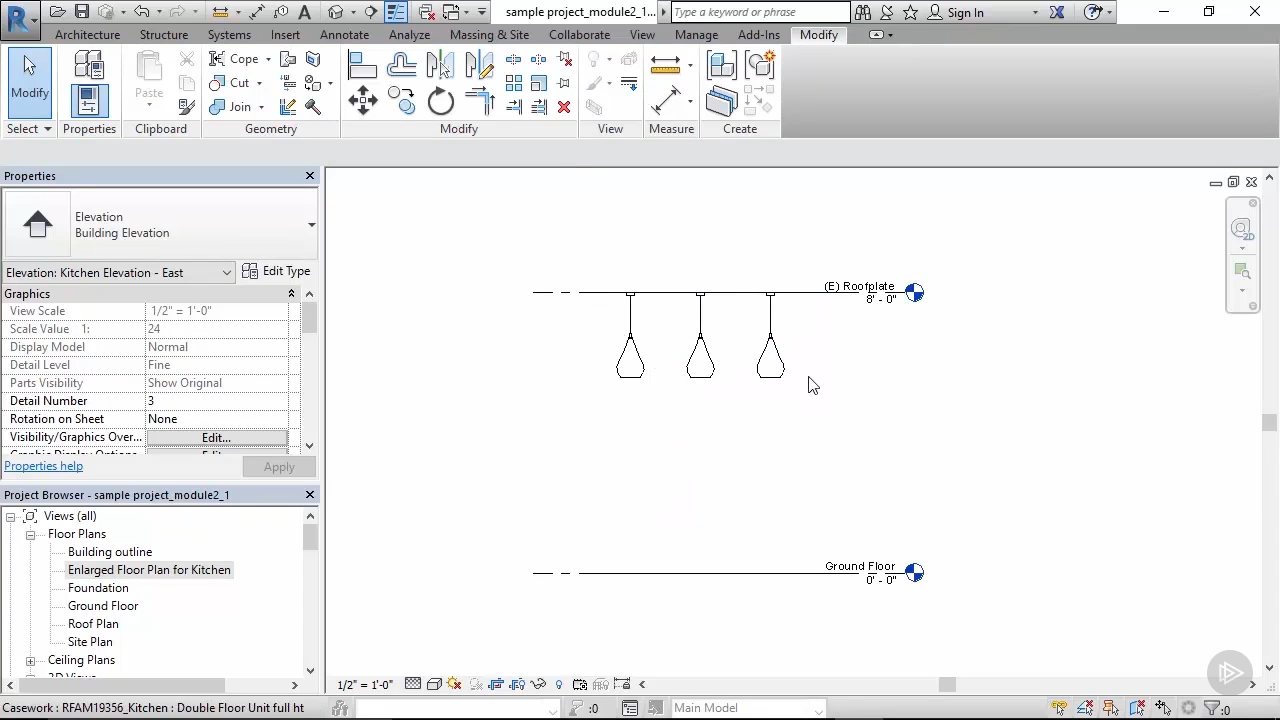 sample project_module2_1...
Type a keyword or phrase
Sign In
Architecture Structure Systems Insert Annotate Analyze Massing & Site Collaborate View Manage Add-Ins Modify
Modify
Paste
Cope
Cut
Join
Select Properties Clipboard Geometry Modify View Measure Create
Properties
Elevation
Building Elevation
Elevation: Kitchen Elevation - East
Edit Type
Graphics
View Scale 1/2" = 1'-0"
Scale Value 1: 24
Display Model Normal
Detail Level Fine
Parts Visibility Show Original
Detail Number 3
Rotation on Sheet None
Visibility/Graphics Over... Edit...
Properties help
Apply
Project Browser - sample project_module2_1
Views (all)
Floor Plans
Building outline
Enlarged Floor Plan for Kitchen
Foundation
Ground Floor
Roof Plan
Site Plan
Ceiling Plans
2D
(E) Roofplate
8' - 0"
Ground Floor
0' - 0"
1/2" = 1'-0"
Casework : RFAM19356_Kitchen : Double Floor Unit full ht
:0
Main Model
:0